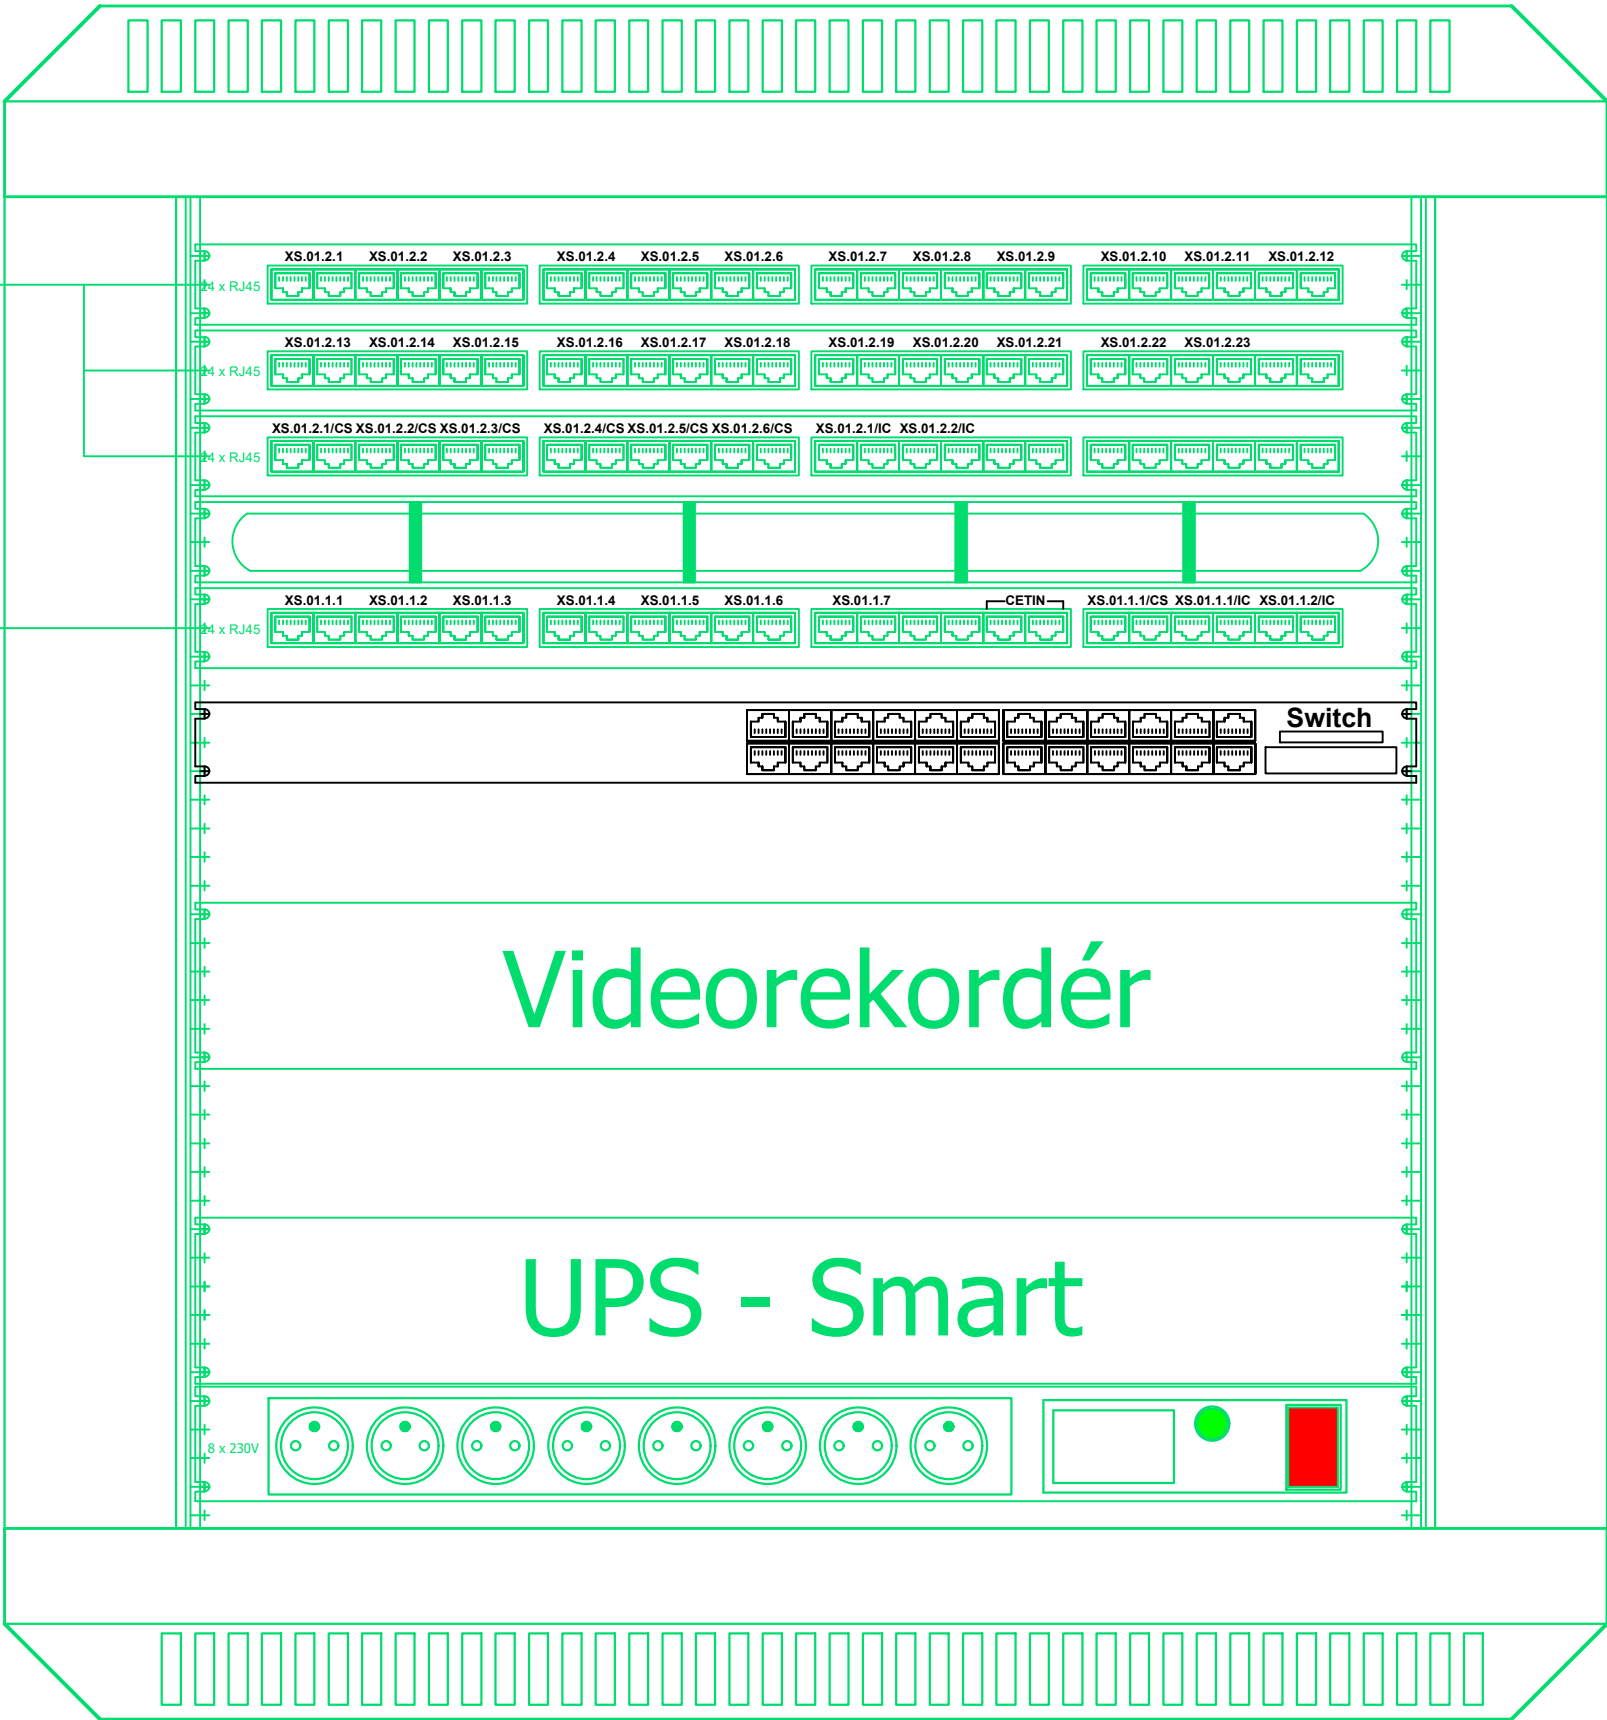 XS.01.2.1 XS.01.2.2 XS.01.2.3 XS.01.2.4 XS.01.2.5 XS.01.2.6 XS.01.2.7 XS.01.2.8 XS.01.2.9 XS.01.2.10 XS.01.2.11 XS.01.2.12
24 x RJ45
XS.01.2.13 XS.01.2.14 XS.01.2.15 XS.01.2.16 XS.01.2.17 XS.01.2.18 XS.01.2.19 XS.01.2.20 XS.01.2.21 XS.01.2.22 XS.01.2.23
24 x RJ45
XS.01.2.1/CS XS.01.2.2/CS XS.01.2.3/CS XS.01.2.4/CS XS.01.2.5/CS XS.01.2.6/CS XS.01.2.1/IC XS.01.2.2/IC
24 x RJ45
XS.01.1.1 XS.01.1.2 XS.01.1.3 XS.01.1.4 XS.01.1.5 XS.01.1.6 XS.01.1.7 CETIN XS.01.1.1/CS XS.01.1.1/IC XS.01.1.2/IC
24 x RJ45
Switch
Videorekordér
UPS - Smart
8 x 230V